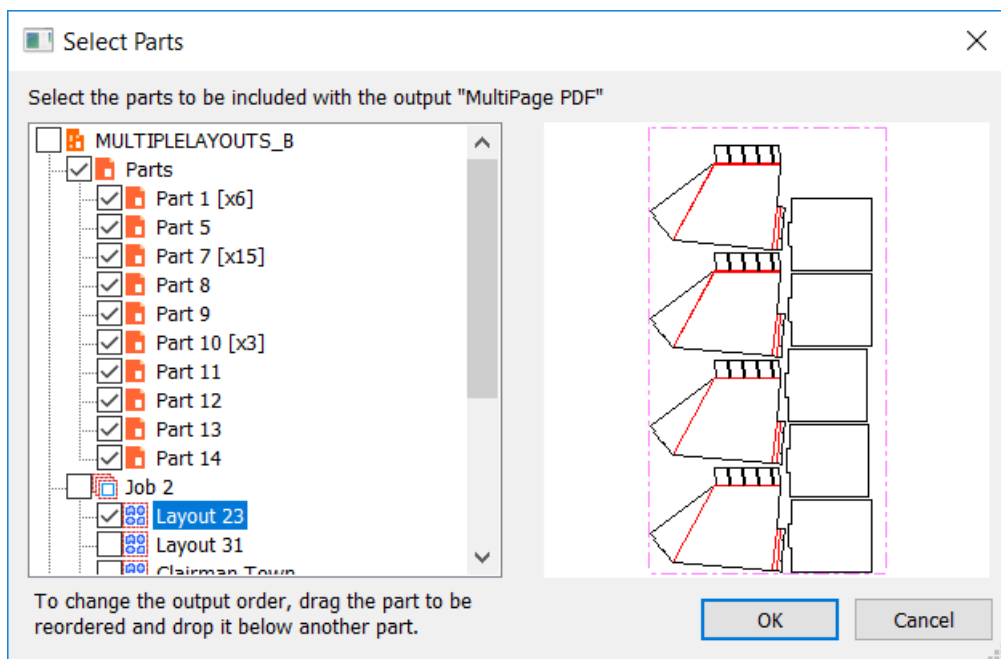 Select Parts
Select the parts to be included with the output "MultiPage PDF"
MULTIPLELAYOUTS_B
Parts
Part 1 [x6]
Part 5
Part 7 [x15]
Part 8
Part 9
Part 10 [x3]
Part 11
Part 12
Part 13
Part 14
Job 2
Layout 23
Layout 31
Clairman Town
To change the output order, drag the part to be
reordered and drop it below another part.
OK
Cancel